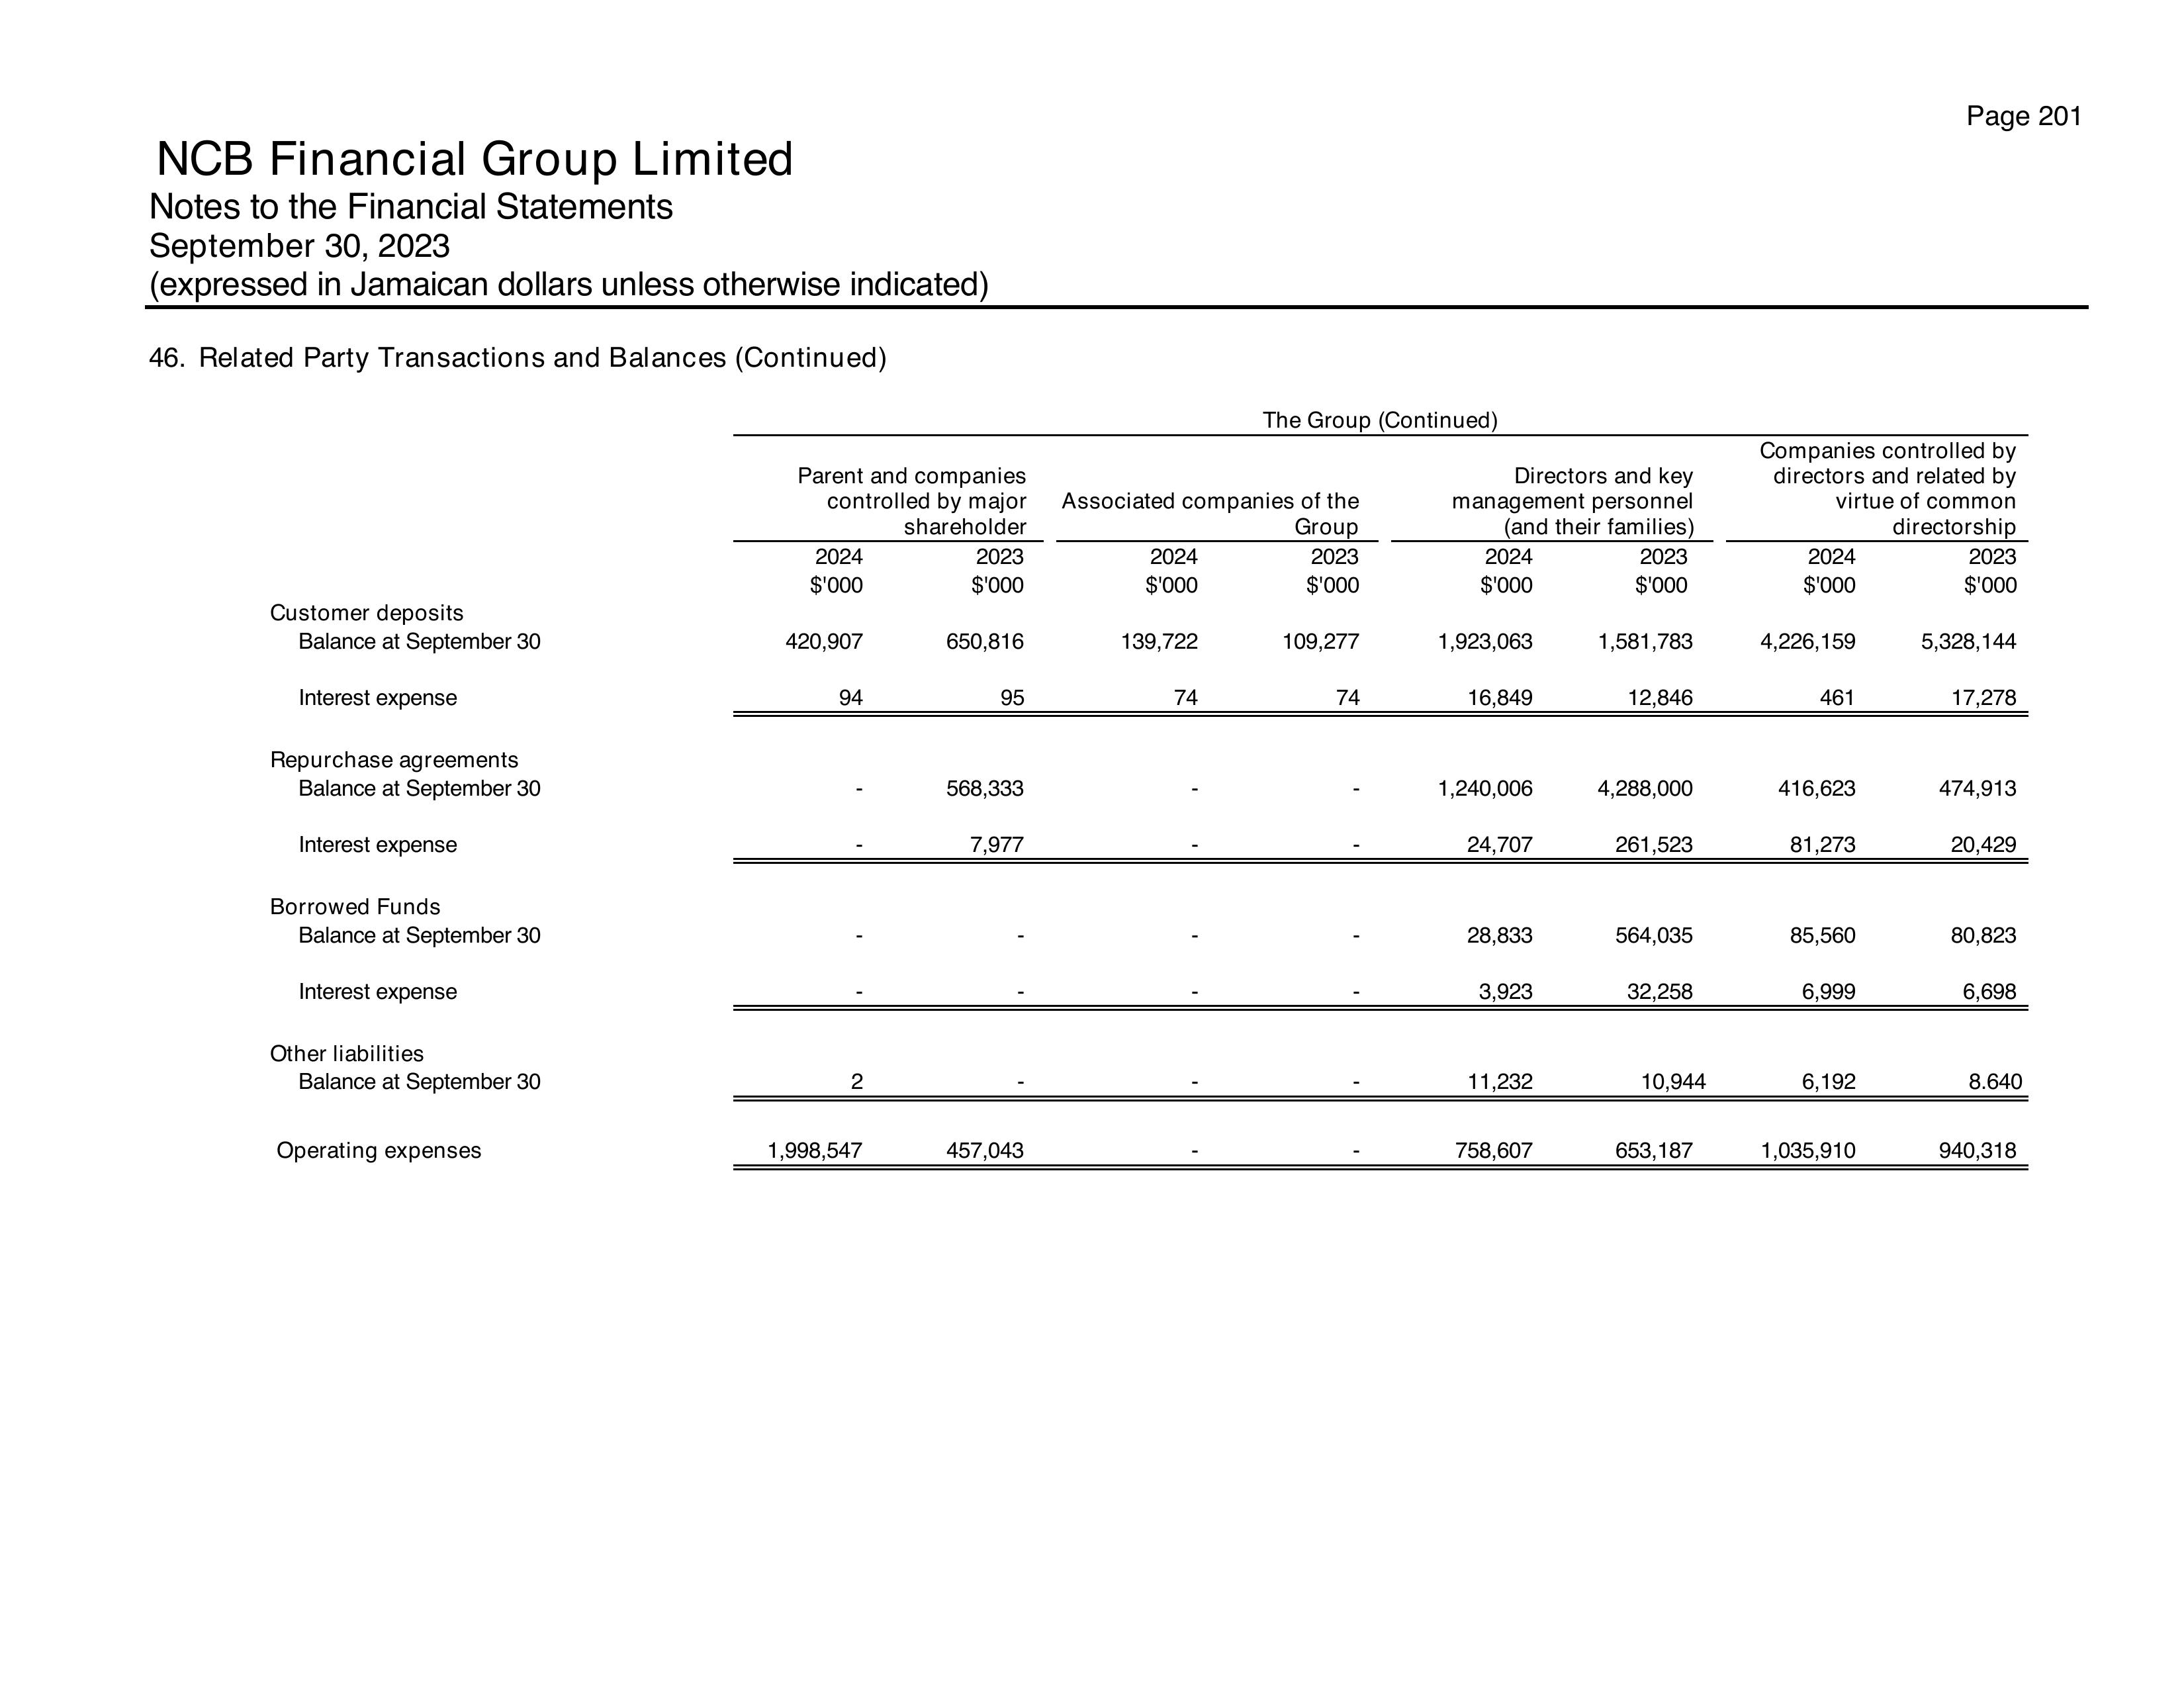 Page 201
NCB Financial Group Limited
Notes to the Financial Statements
September 30, 2023
(expressed in Jamaican dollars unless otherwise indicated)
46. Related Party Transactions and Balances (Continued)
The Group (Continued)
Parent and companies controlled by major shareholder Associated companies of the Group Directors and key management personnel (and their families) Companies controlled by directors and related by virtue of common directorship
2024 2023 2024 2023 2024 2023 2024 2023
$'000 $'000 $'000 $'000 $'000 $'000 $'000 $'000
Customer deposits
Balance at September 30 420,907 650,816 139,722 109,277 1,923,063 1,581,783 4,226,159 5,328,144
Interest expense 94 95 74 74 16,849 12,846 461 17,278
Repurchase agreements
Balance at September 30 - 568,333 - - 1,240,006 4,288,000 416,623 474,913
Interest expense - 7,977 - - 24,707 261,523 81,273 20,429
Borrowed Funds
Balance at September 30 - - - - 28,833 564,035 85,560 80,823
Interest expense - - - - 3,923 32,258 6,999 6,698
Other liabilities
Balance at September 30 2 - - - 11,232 10,944 6,192 8.640
Operating expenses 1,998,547 457,043 - - 758,607 653,187 1,035,910 940,318